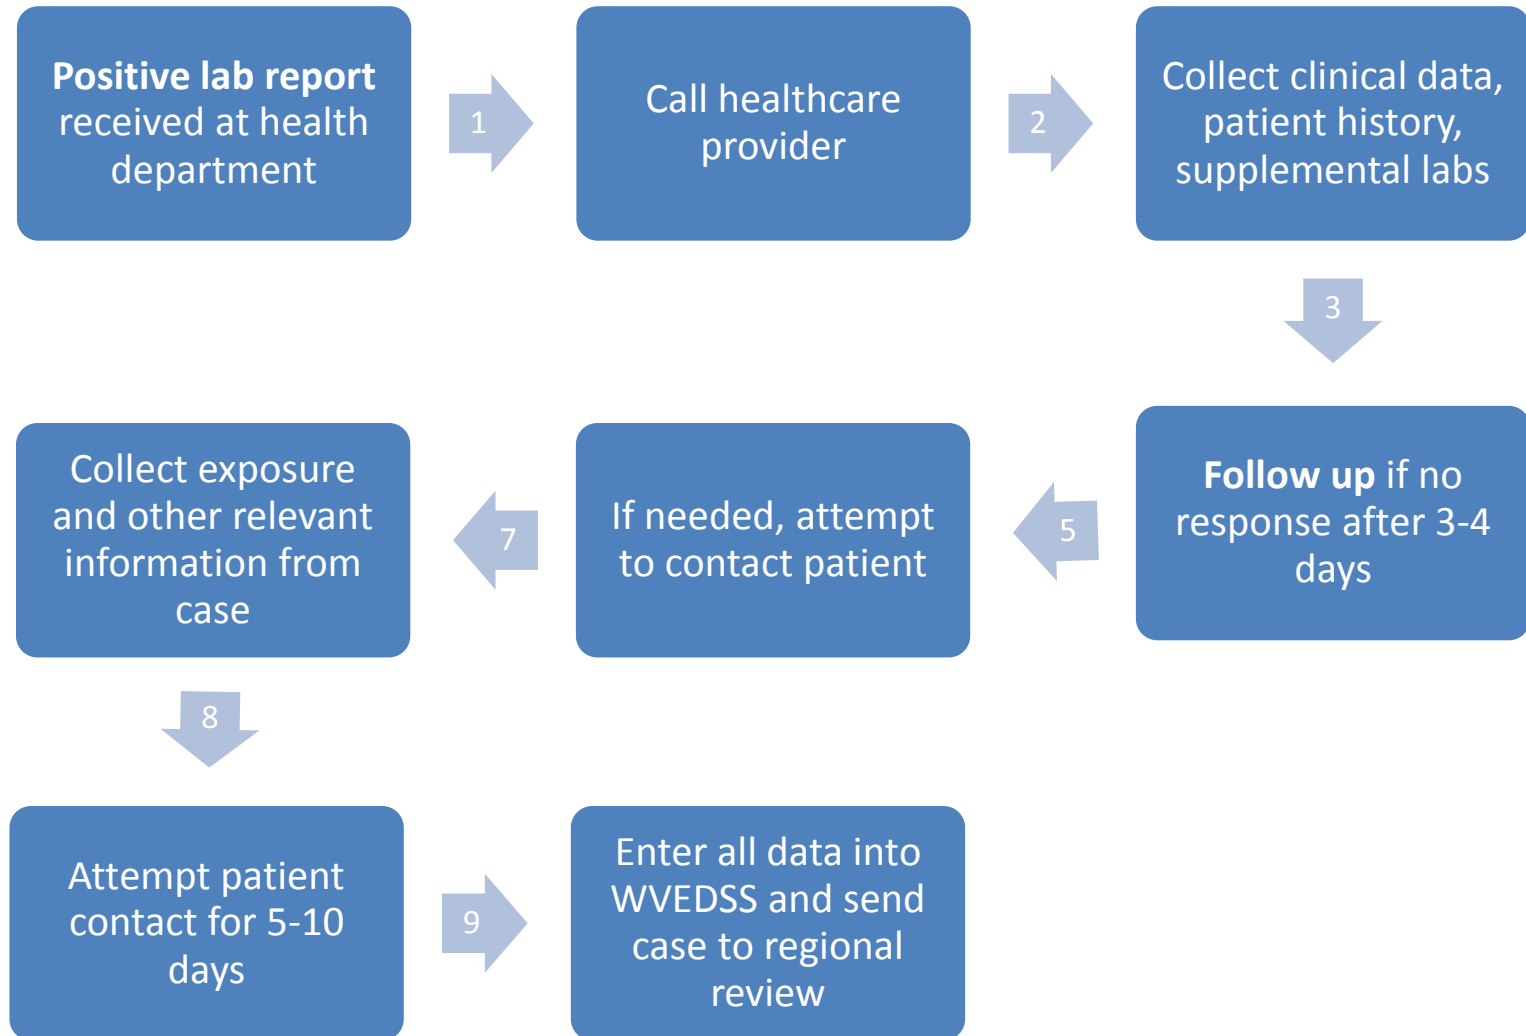 Positive lab report
received at health
department
1
Call healthcare
provider
2
Collect clinical data,
patient history,
supplemental labs
3
Follow up if no
response after 3-4
days
5
If needed, attempt
to contact patient
7
Collect exposure
and other relevant
information from
case
8
Attempt patient
contact for 5-10
days
9
Enter all data into
WVEDSS and send
case to regional
review